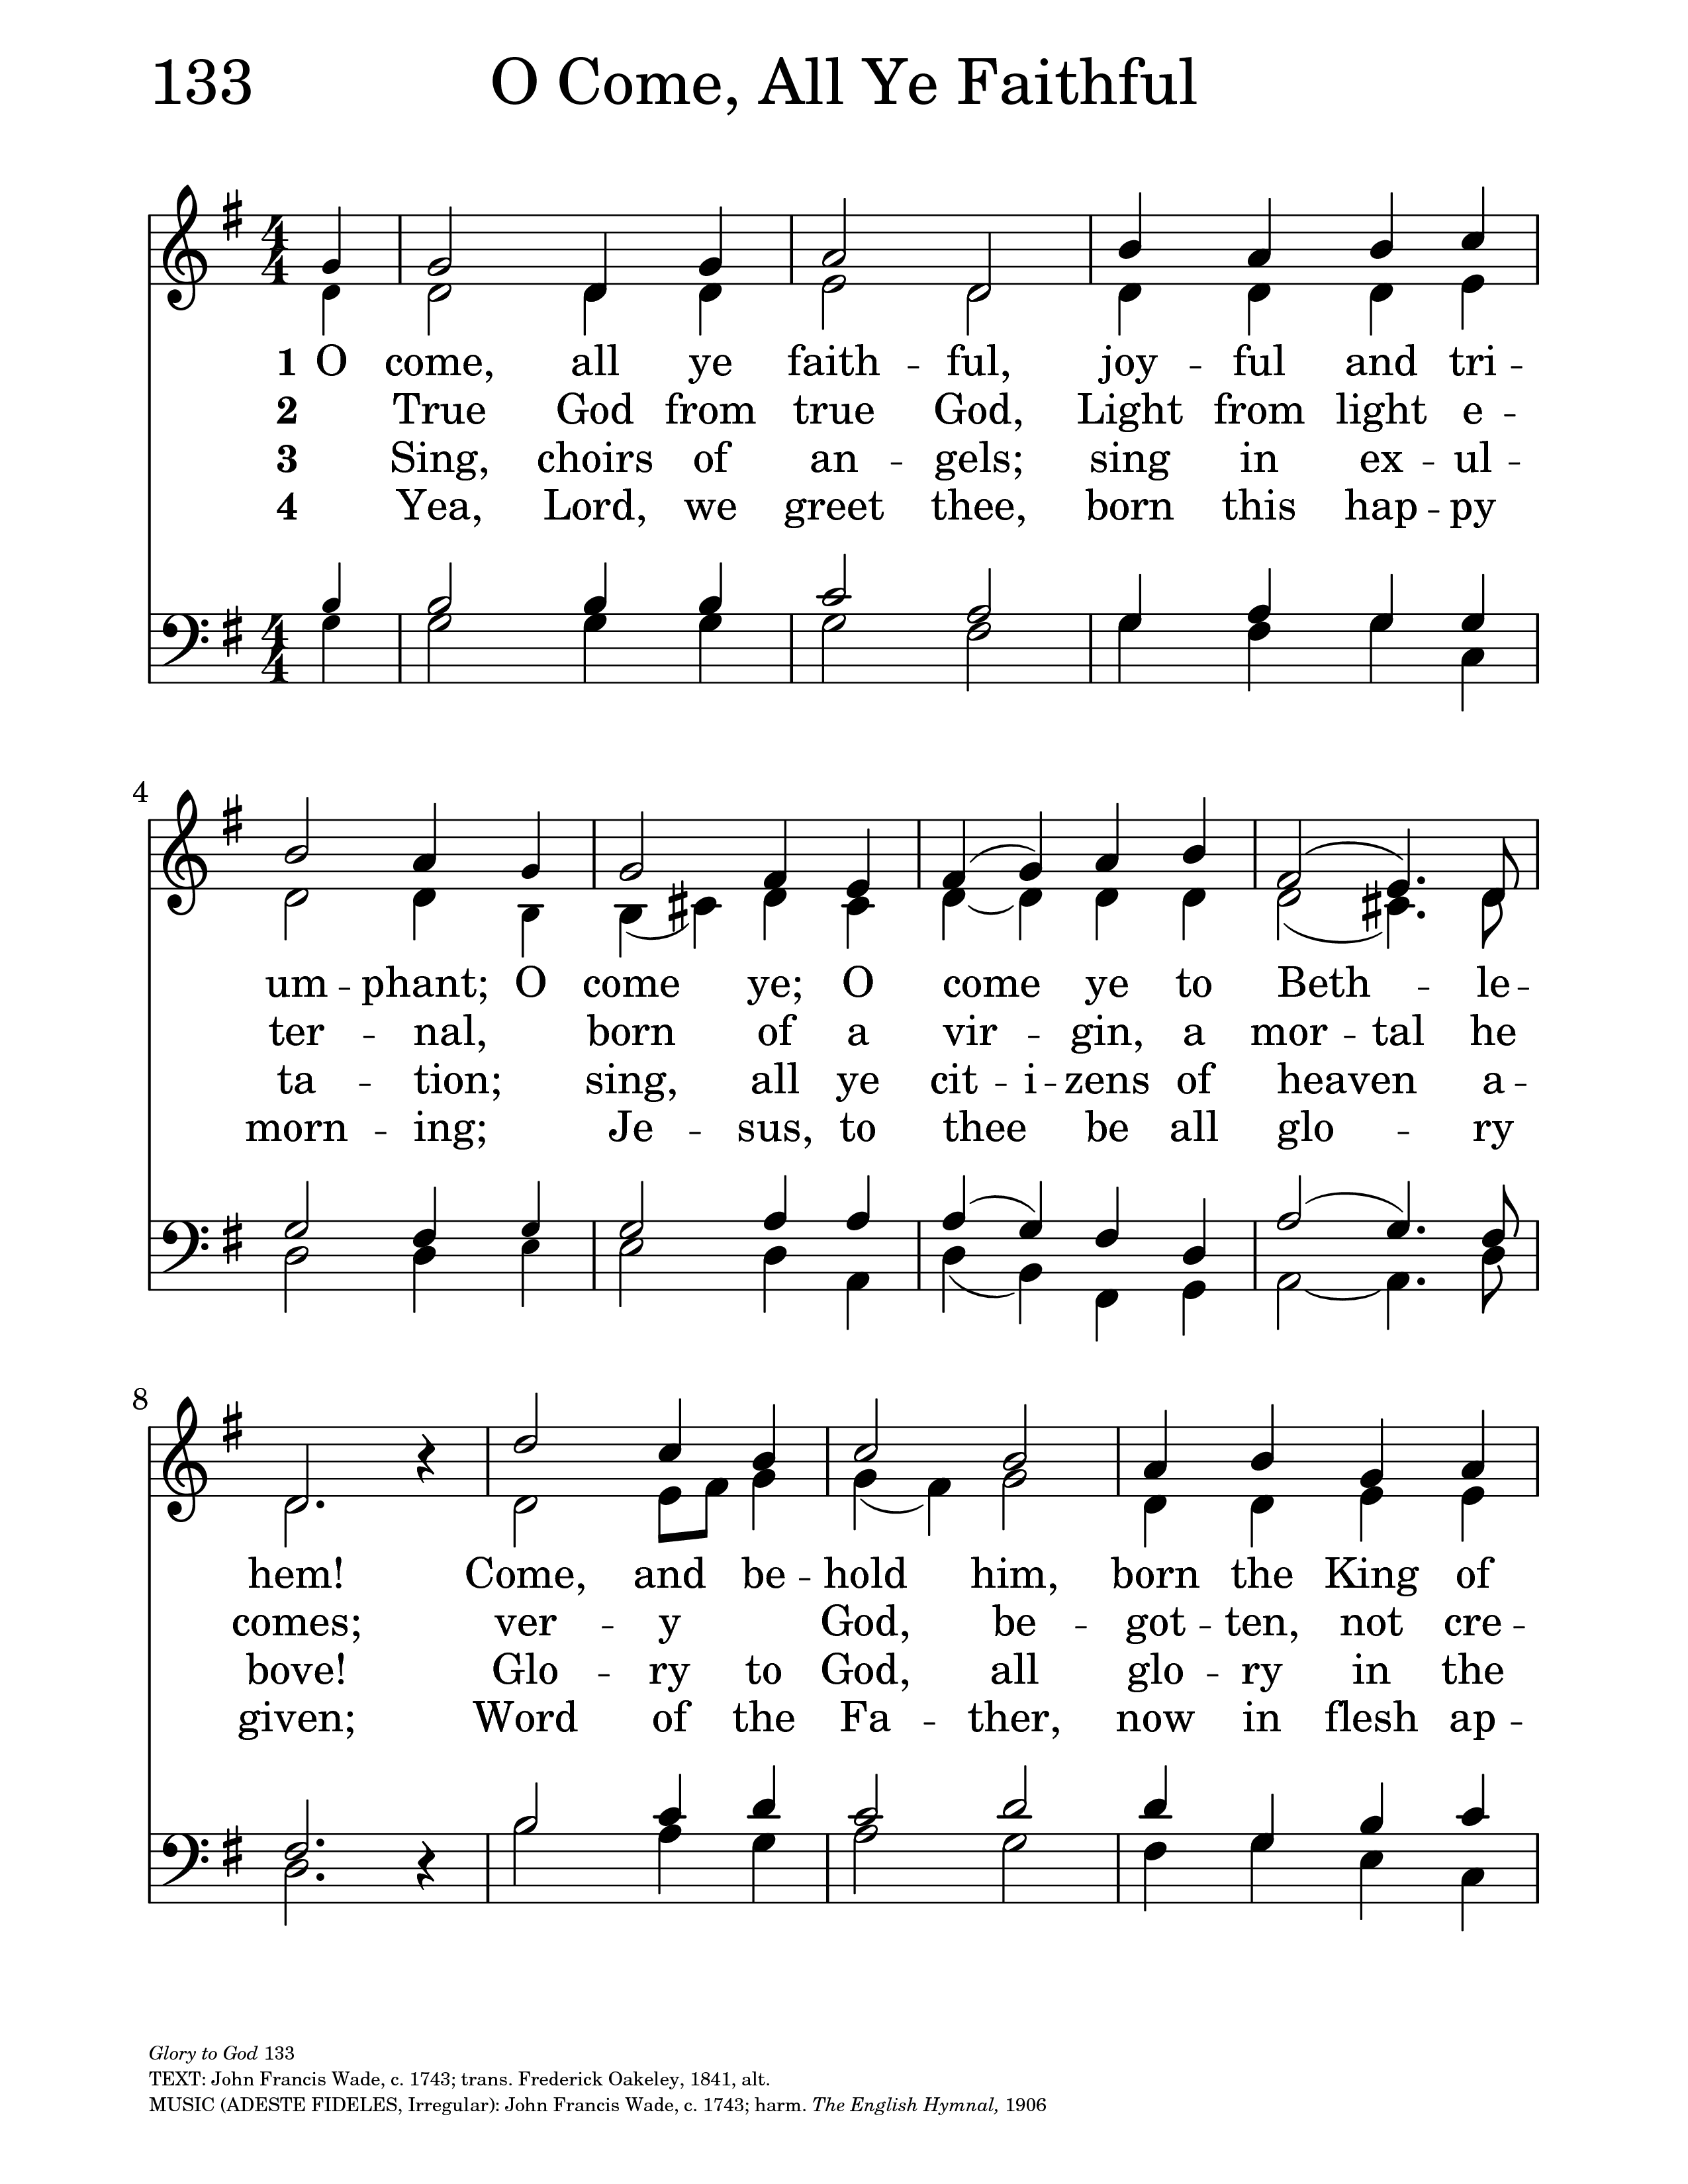 133 O Come, All Ye Faithful
4
4
1 O come, all ye faith - ful, joy - ful and tri -
2 True God from true God, Light from light e -
3 Sing, choirs of an - gels; sing in ex - ul -
4 Yea, Lord, we greet thee, born this hap - py
4
4
4
um - phant; O come ye; O come ye to Beth - le -
ter - nal, born of a vir - gin, a mor - tal he
ta - tion; sing, all ye cit - i - zens of heaven a -
morn - ing; Je - sus, to thee be all glo - ry
8
hem! Come, and be - hold him, born the King of
comes; ver - y God, be - got - ten, not cre -
bove! Glo - ry to God, all glo - ry in the
given; Word of the Fa - ther, now in flesh ap -
Glory to God 133
TEXT: John Francis Wade, c. 1743; trans. Frederick Oakeley, 1841, alt.
MUSIC (ADESTE FIDELES, Irregular): John Francis Wade, c. 1743; harm. The English Hymnal, 1906